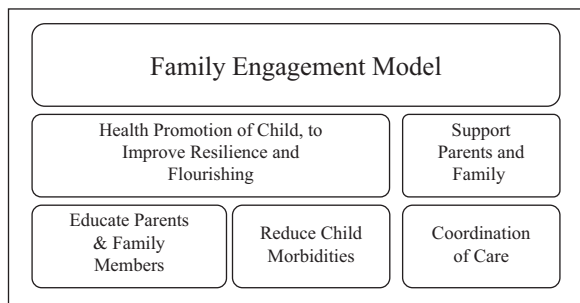 Family Engagement Model
Health Promotion of Child, to
Improve Resilience and
Flourishing
Support
Parents and
Family
Educate Parents
& Family
Members
Reduce Child
Morbidities
Coordination
of Care